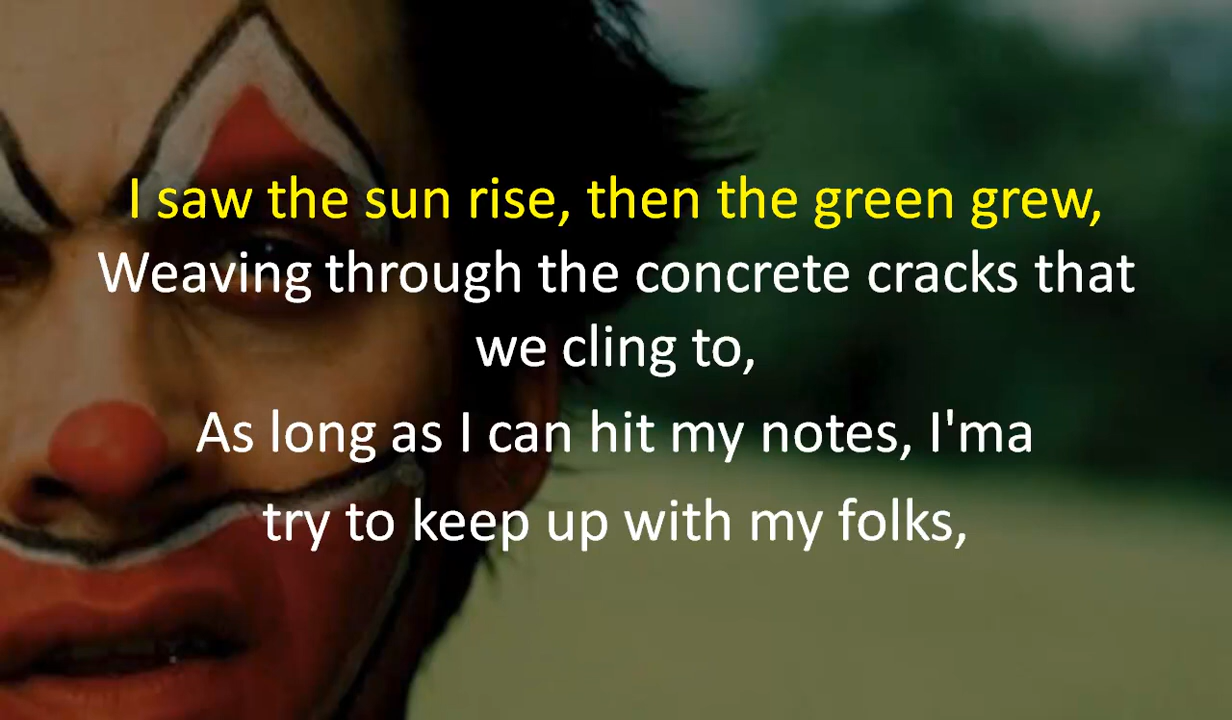 I saw the sun rise, then the green grew,
Weaving through the concrete cracks that
we cling to,
As long as I can hit my notes, I'ma
try to keep up with my folks,